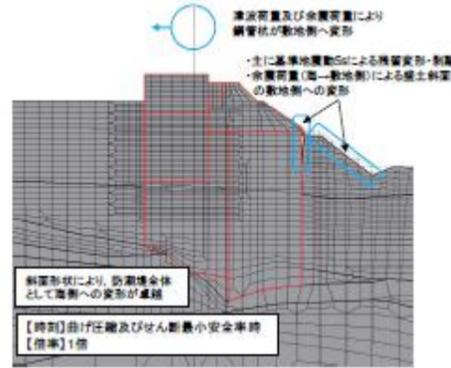 津波荷重及び余震荷重により
鋼管杭が敷地側へ変形
・主に基準地震動Ssによる残留変形・剥離
・余震荷重(海→敷地側)による盛土斜面
の敷地側への変形
斜面形状により、防潮堤全体
として海側への変形が卓越
【時刻】曲げ圧縮及びせん断最小安全率時
【倍率】1倍